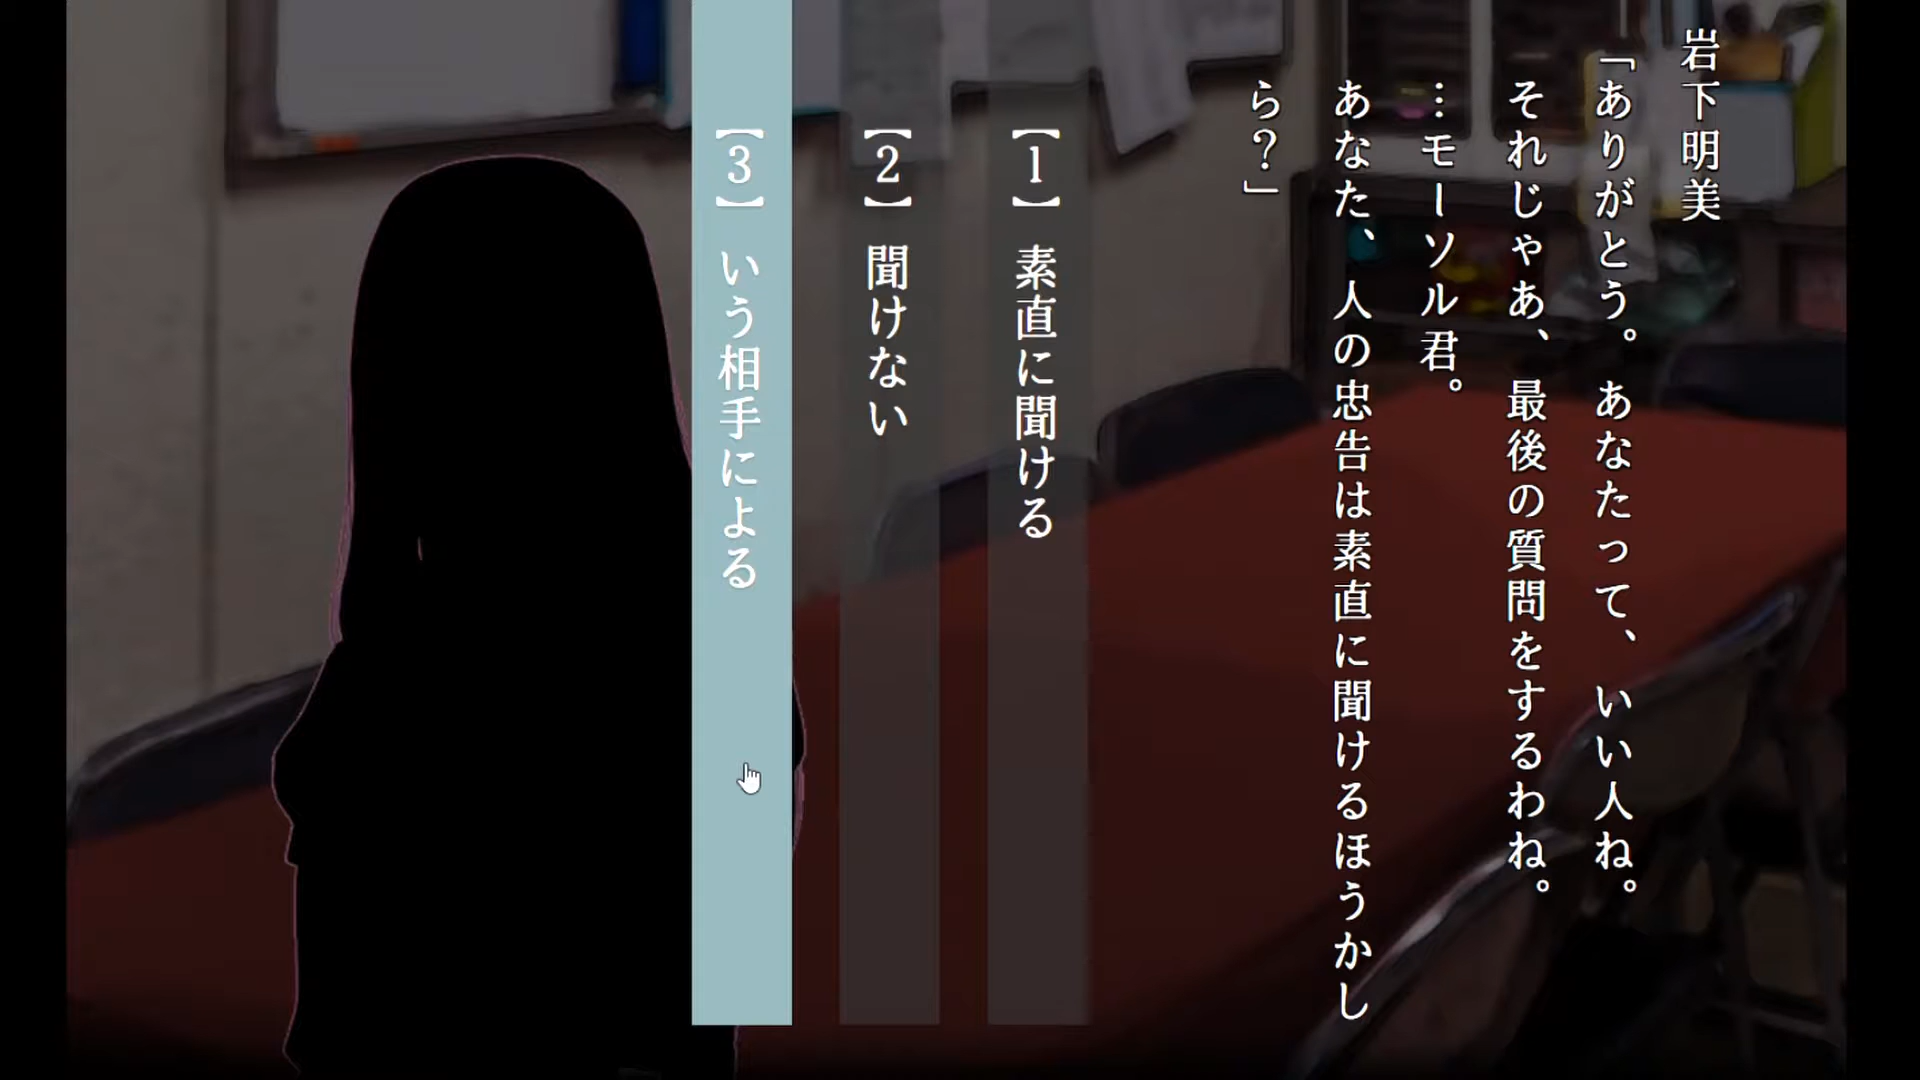 岩下明美
「ありがとう。あなたって、いい人ね。
それじゃあ、最後の質問をするわね。
…モーソル君。
あなた、人の忠告は素直に聞けるほうかし
ら？」
【1】素直に聞ける
【2】聞けない
【3】いう相手による